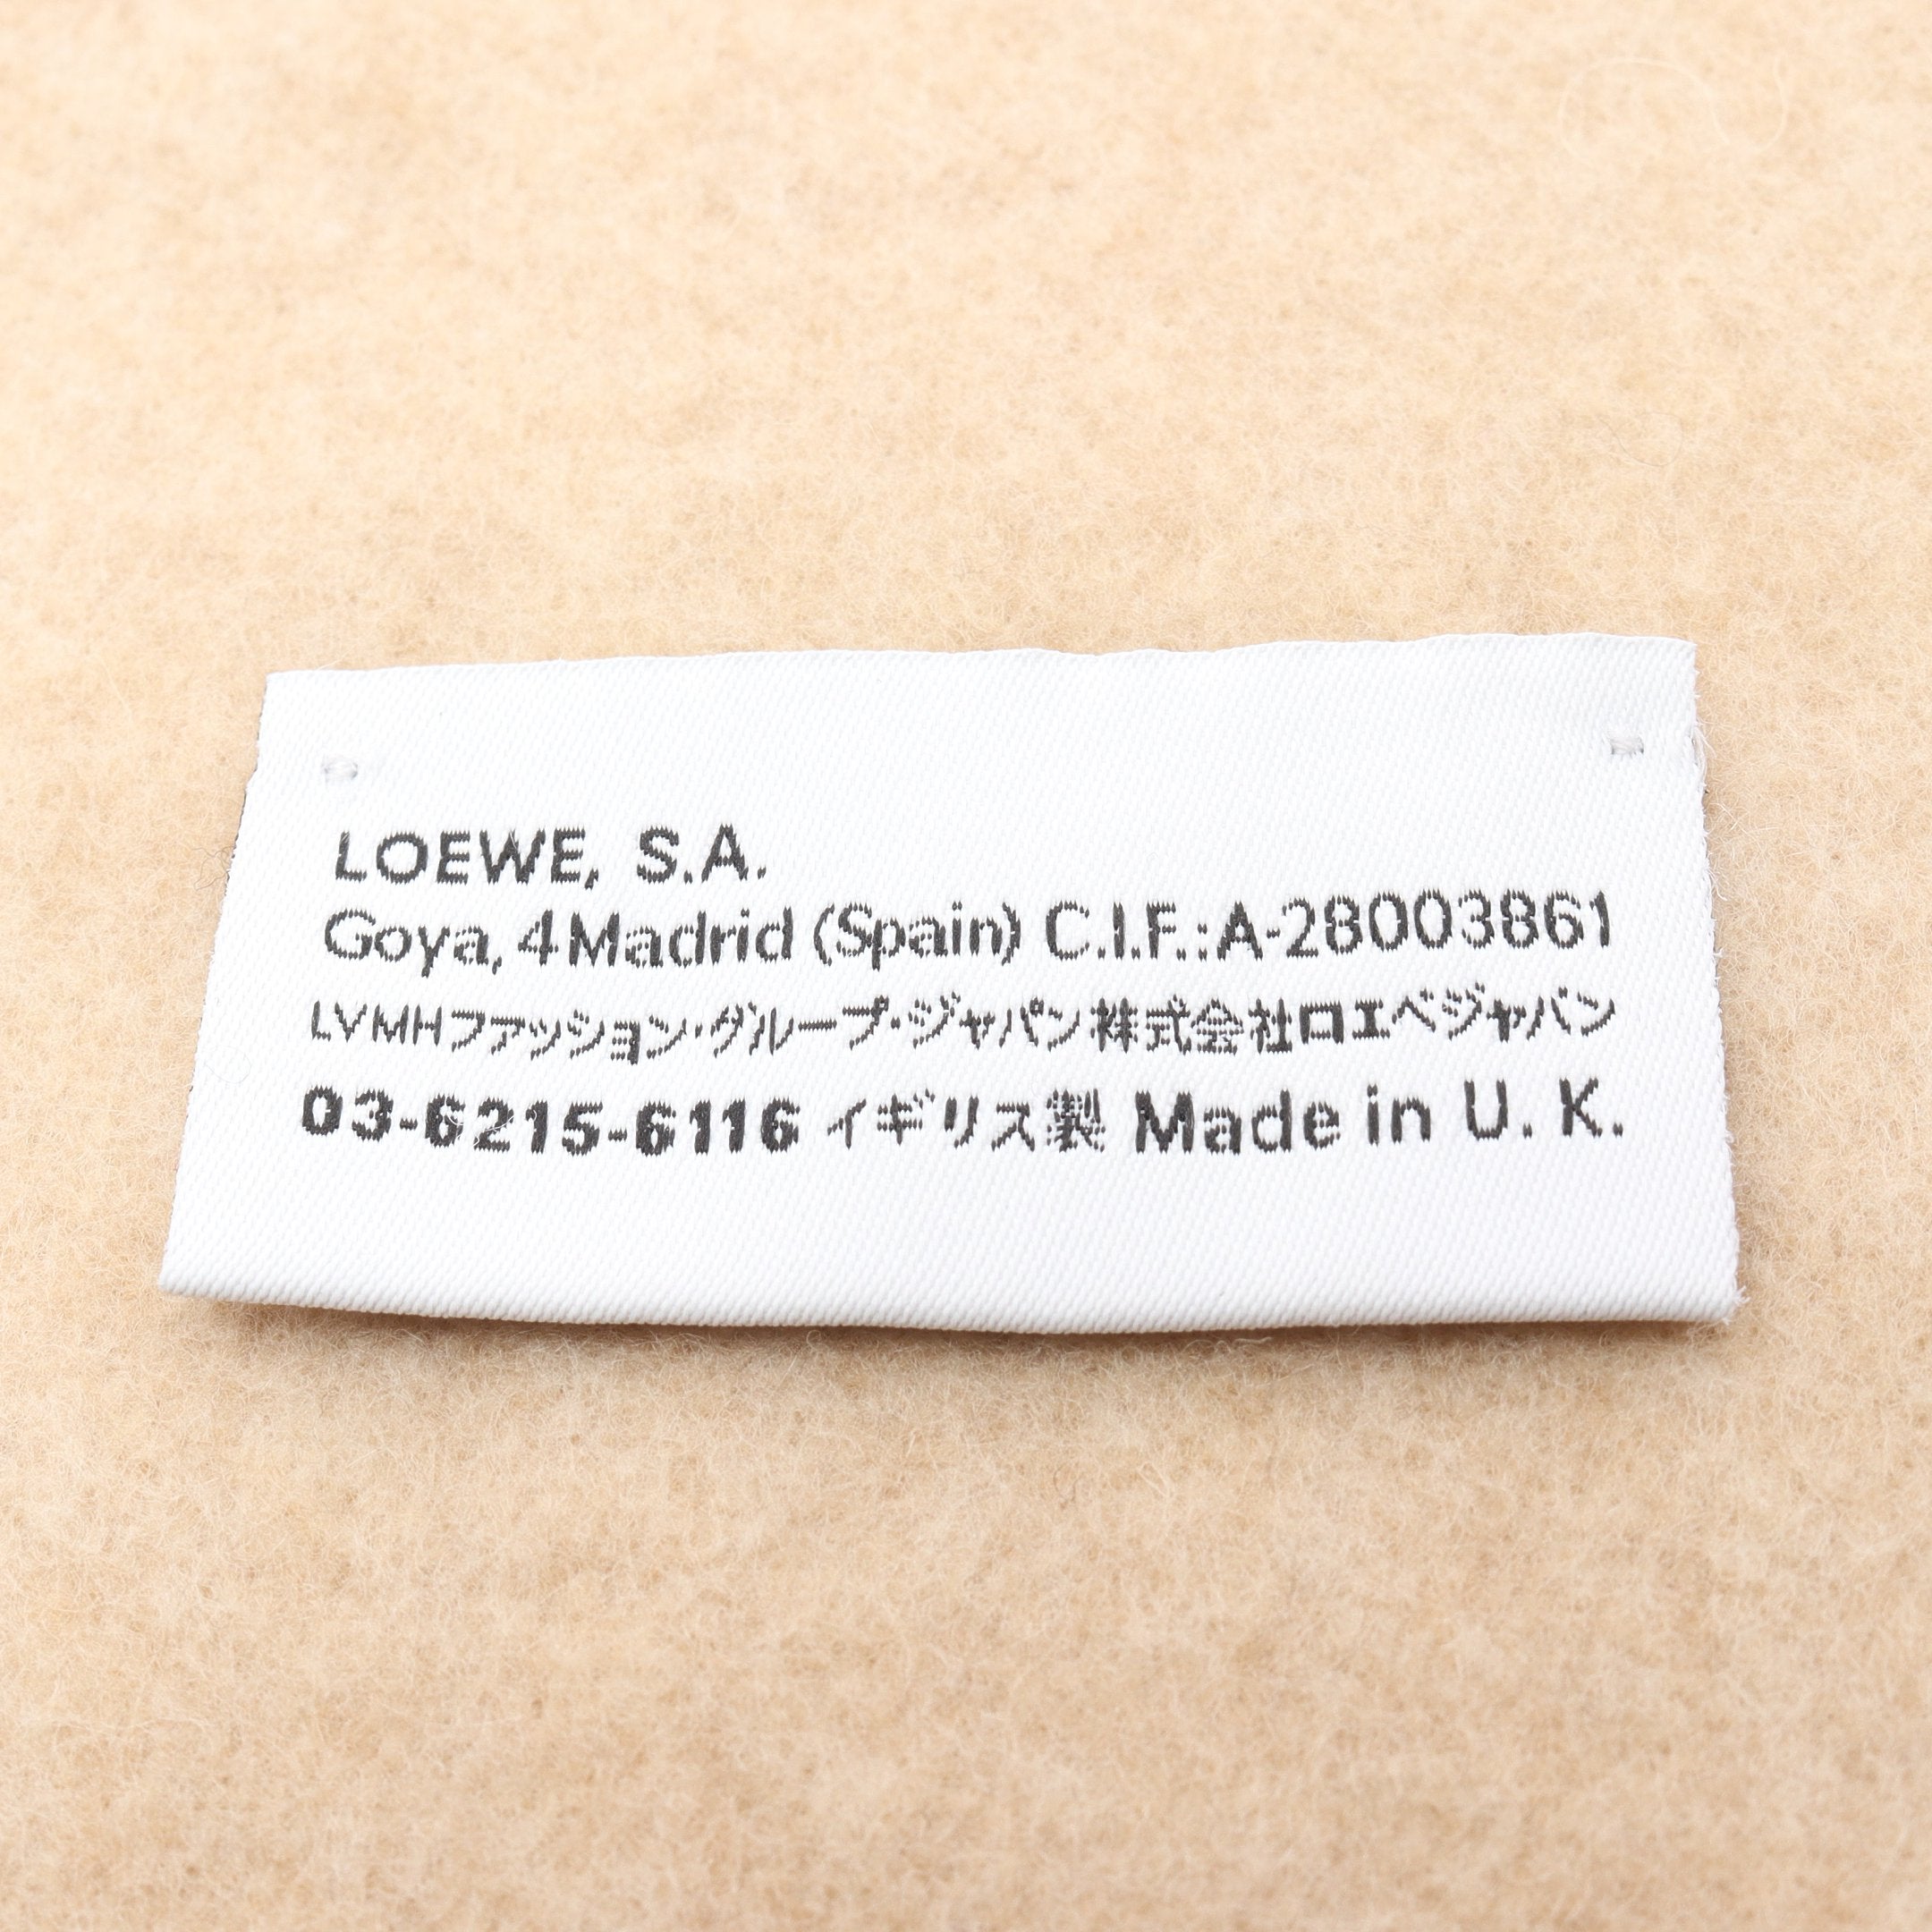 LOEWE, S.A.
Goya, 4 Madrid (Spain) C.I.F.:A-28003861
LVMHファッション・グループ・ジャパン株式会社ロエベジャパン
03-6215-6116 イギリス製 Made in U. K.